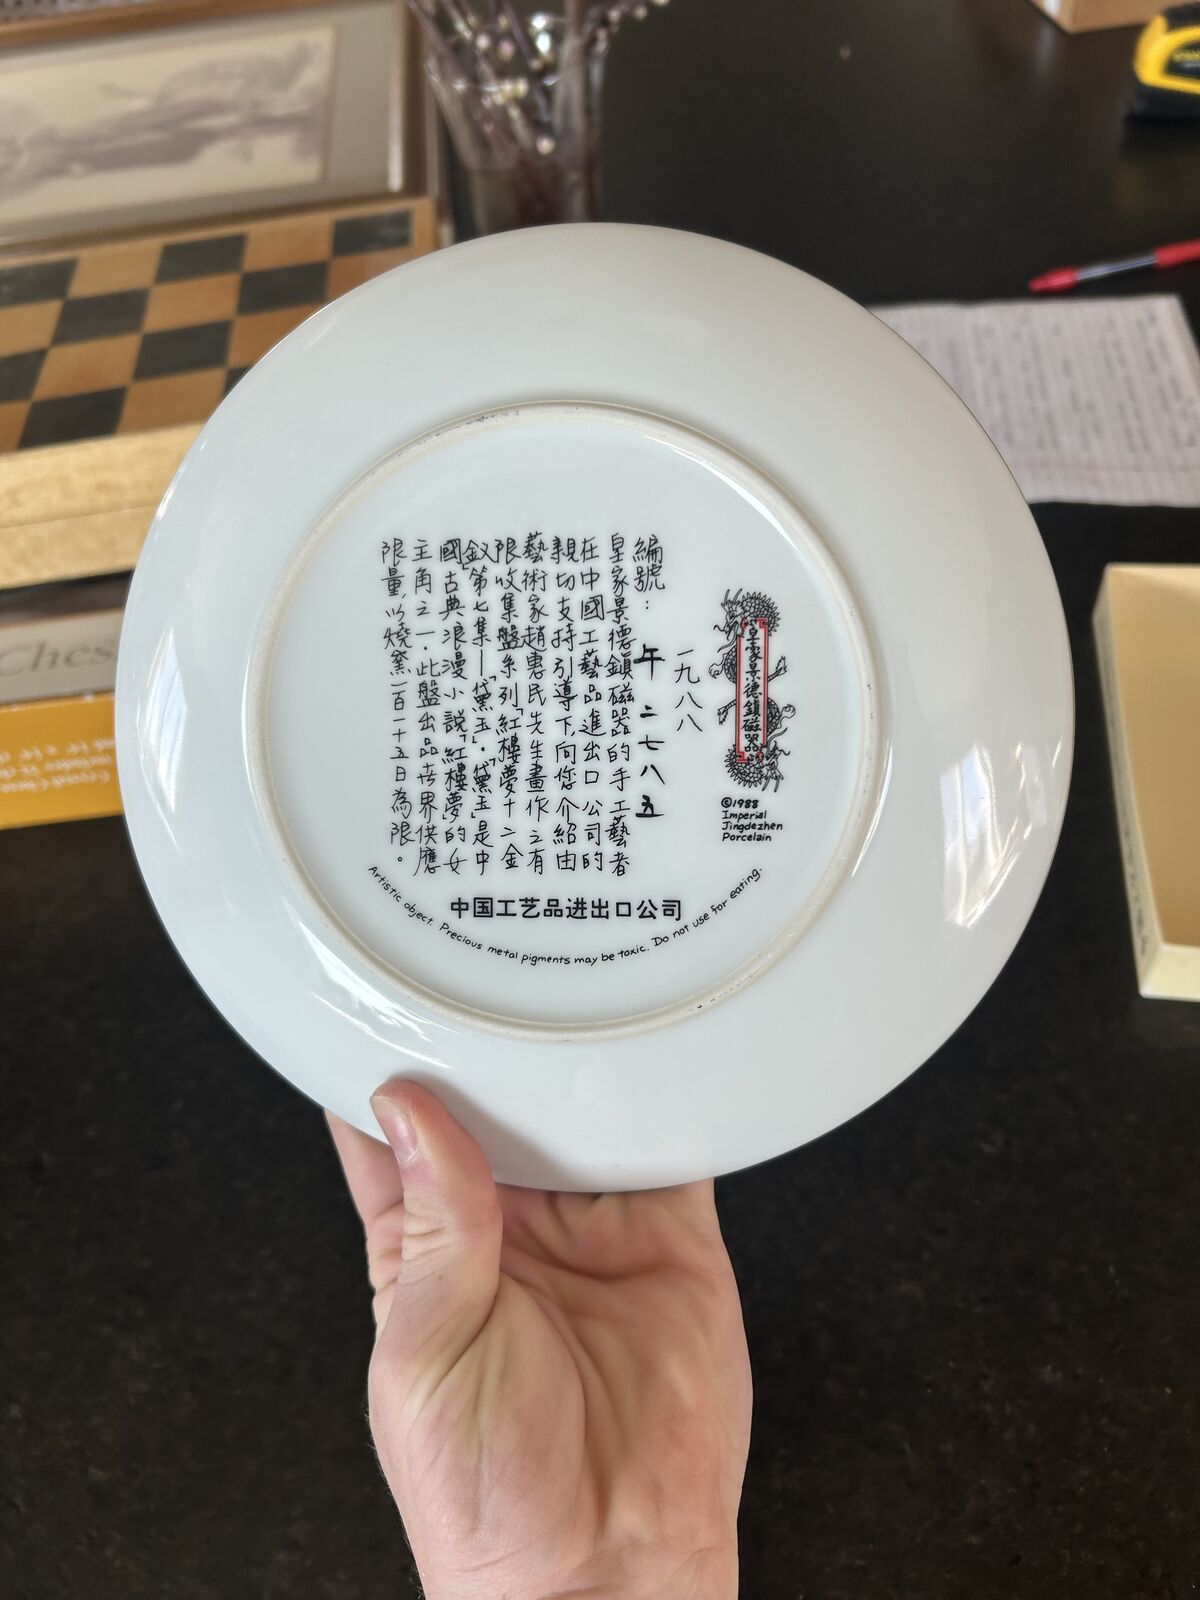 皇家景德鎮磁器
©1988
Imperial
Jingdezhen
Porcelain
一九八八
編號：午二七八五
皇家景德鎮磁器的手工藝者
在中國工藝品進出口公司的
親切支持引導下，向您介紹由
藝術家趙惠民先生畫作之有
限收集盤系列「紅樓夢十二金
釵」第七集—「黛玉」·「黛玉」是中
國古典浪漫小説「紅樓夢」的女
主角之一．此盤出品世界供應
限量，以燒窯一百一十五日為限。
中国工艺品进出口公司
Artistic object. Precious metal pigments may be toxic. Do not use for eating.
Chess